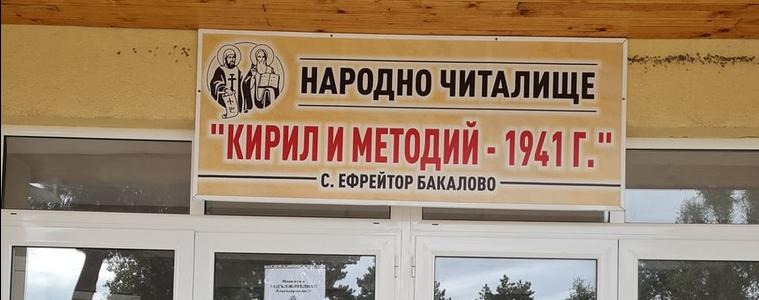 НАРОДНО ЧИТАЛИЩЕ
"КИРИЛ И МЕТОДИЙ - 1941 Г."
С. ЕФРЕЙТОР БАКАЛОВО